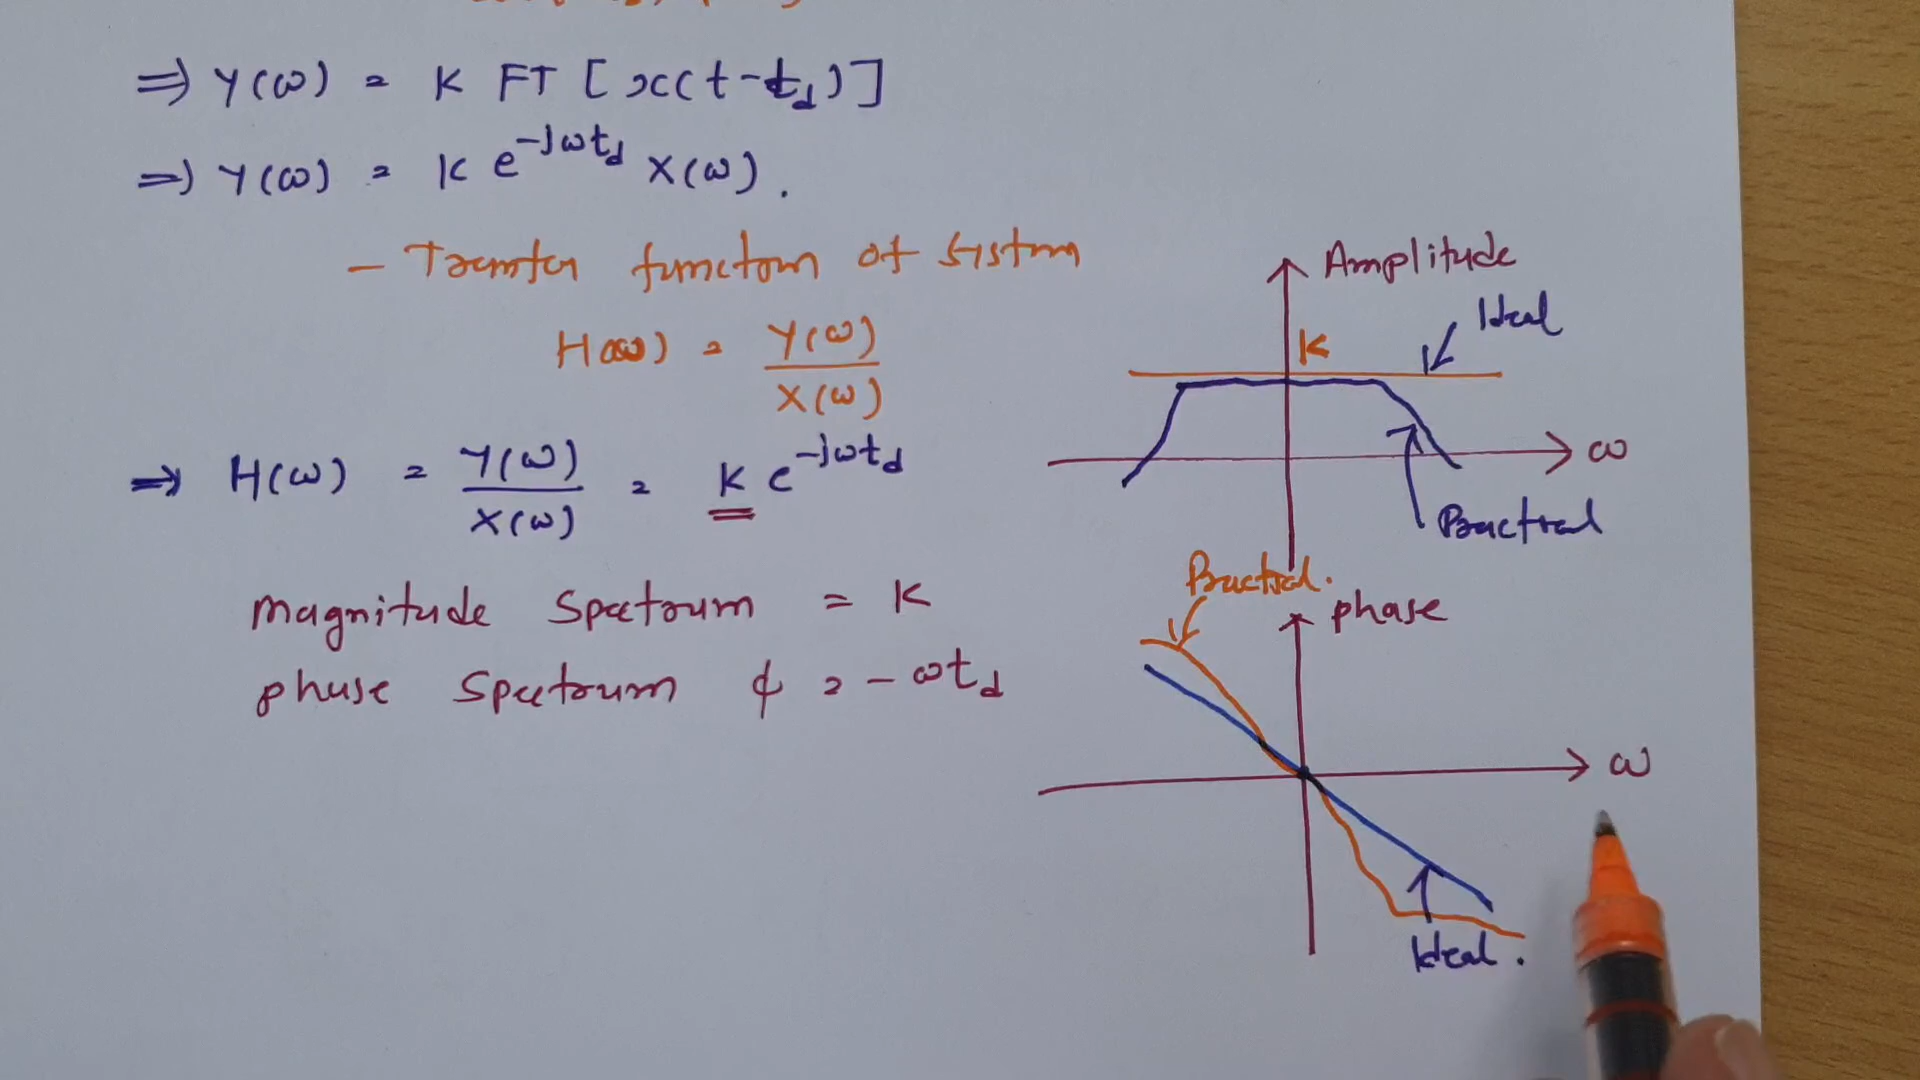 ⇒ Y(ω) = K FT [x(t-td)]
⇒ Y(ω) = K e^-jωtd X(ω).
- Transfer function of system
H(ω) = Y(ω) / X(ω)
⇒ H(ω) = Y(ω) / X(ω) = K e^-jωtd
Magnitude Spectrum = K
phase Spectrum ϕ = - ωtd
Amplitude
Ideal
K
ω
Practical
Practical.
phase
ω
Ideal.